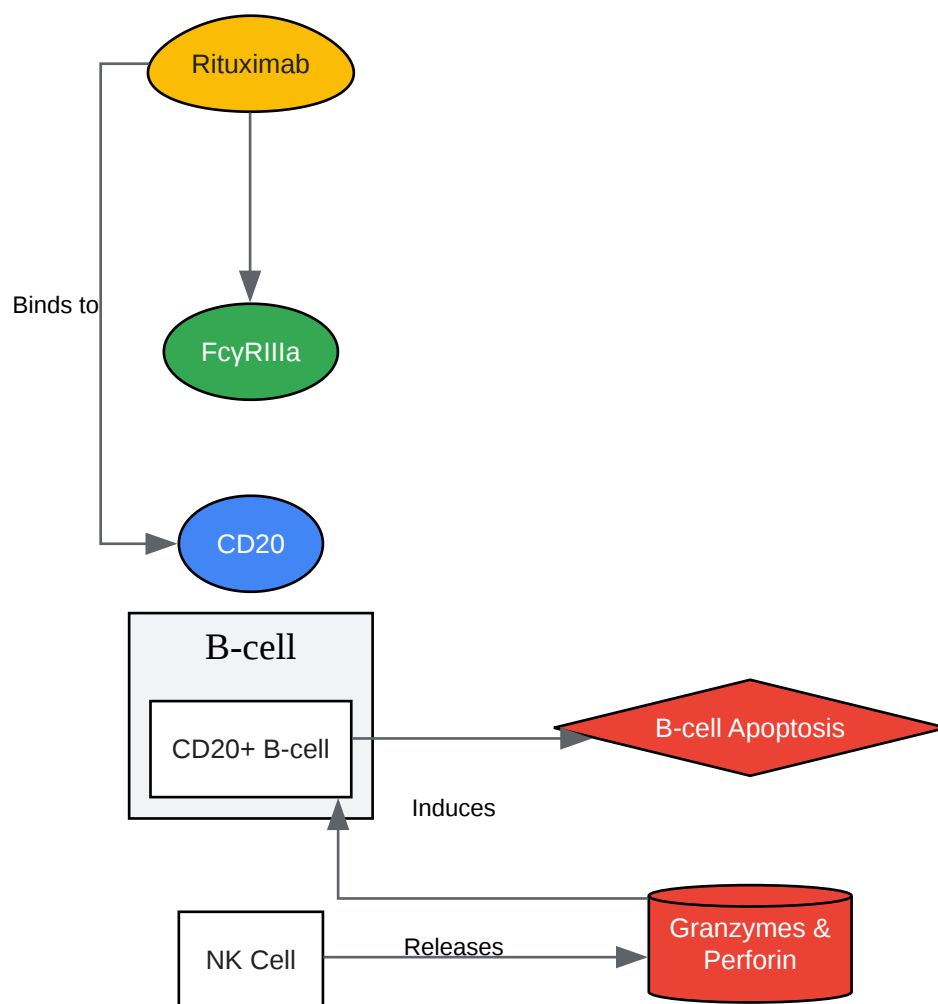 Rituximab
Binds to
FcγRIIIa
CD20
B-cell
CD20+ B-cell
B-cell Apoptosis
Induces
Granzymes &
Perforin
NK Cell
Releases